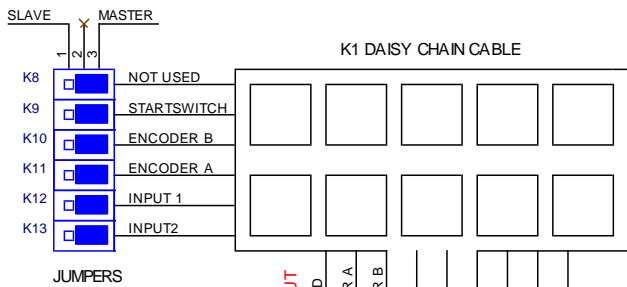 SLAVE
MASTER
1
2
3
K1 DAISY CHAIN CABLE
K8
NOT USED
K9
STARTSWITCH
K10
ENCODER B
K11
ENCODER A
K12
INPUT 1
K13
INPUT2
JUMPERS